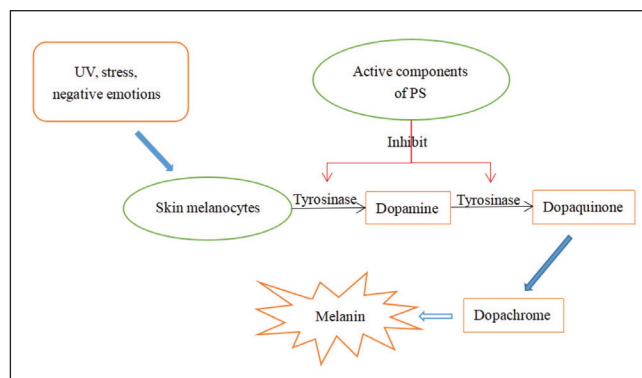 UV, stress,
negative emotions
Active components
of PS
Inhibit
Skin melanocytes
Tyrosinase
Dopamine
Tyrosinase
Dopaquinone
Melanin
Dopachrome